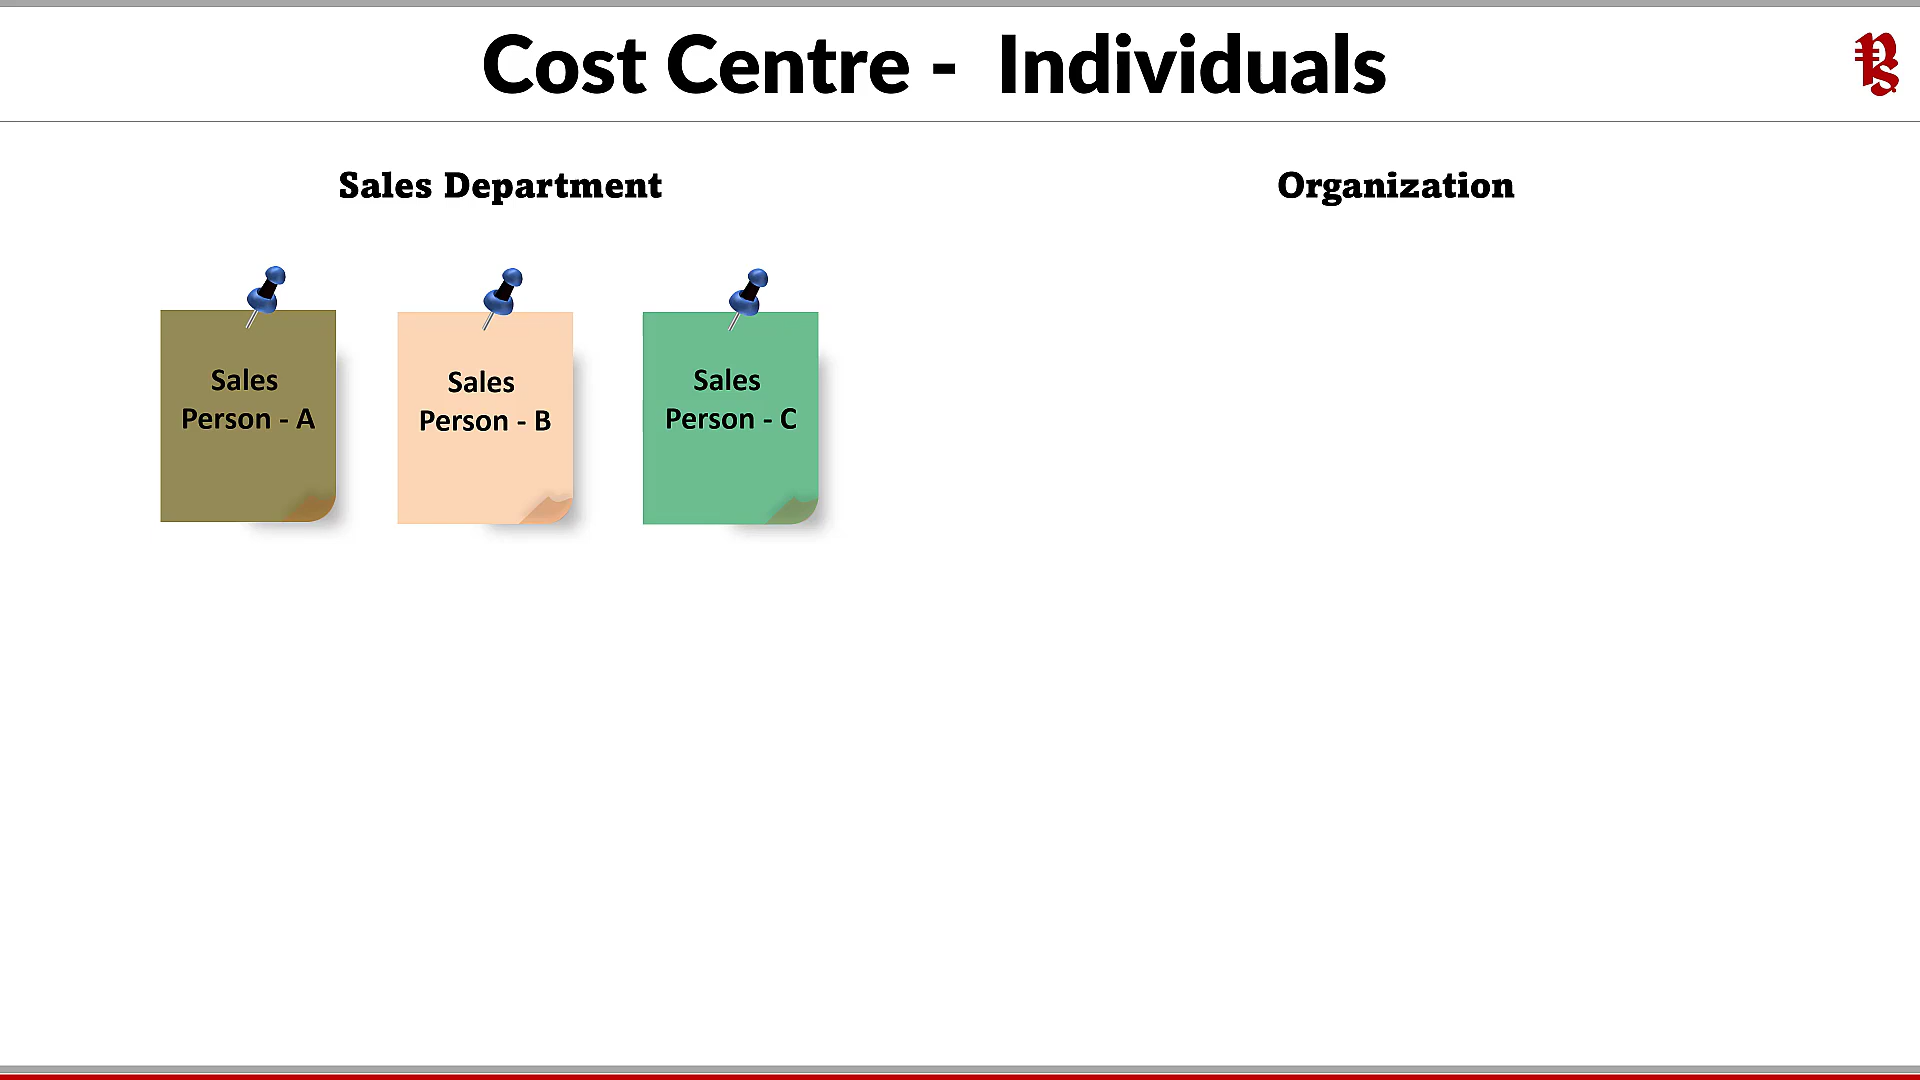 Cost Centre - Individuals
Sales Department
Organization
Sales
Person - A
Sales
Person - B
Sales
Person - C